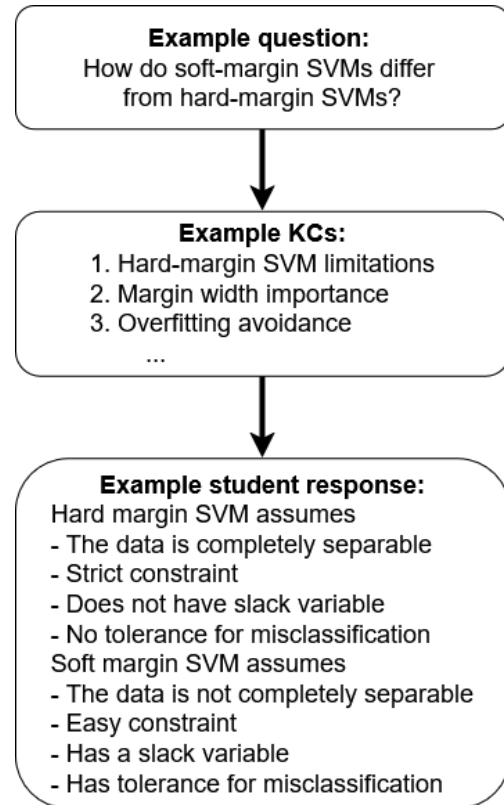 Example question:
How do soft-margin SVMs differ
from hard-margin SVMs?
Example KCs:
1. Hard-margin SVM limitations
2. Margin width importance
3. Overfitting avoidance
...
Example student response:
Hard margin SVM assumes
- The data is completely separable
- Strict constraint
- Does not have slack variable
- No tolerance for misclassification
Soft margin SVM assumes
- The data is not completely separable
- Easy constraint
- Has a slack variable
- Has tolerance for misclassification